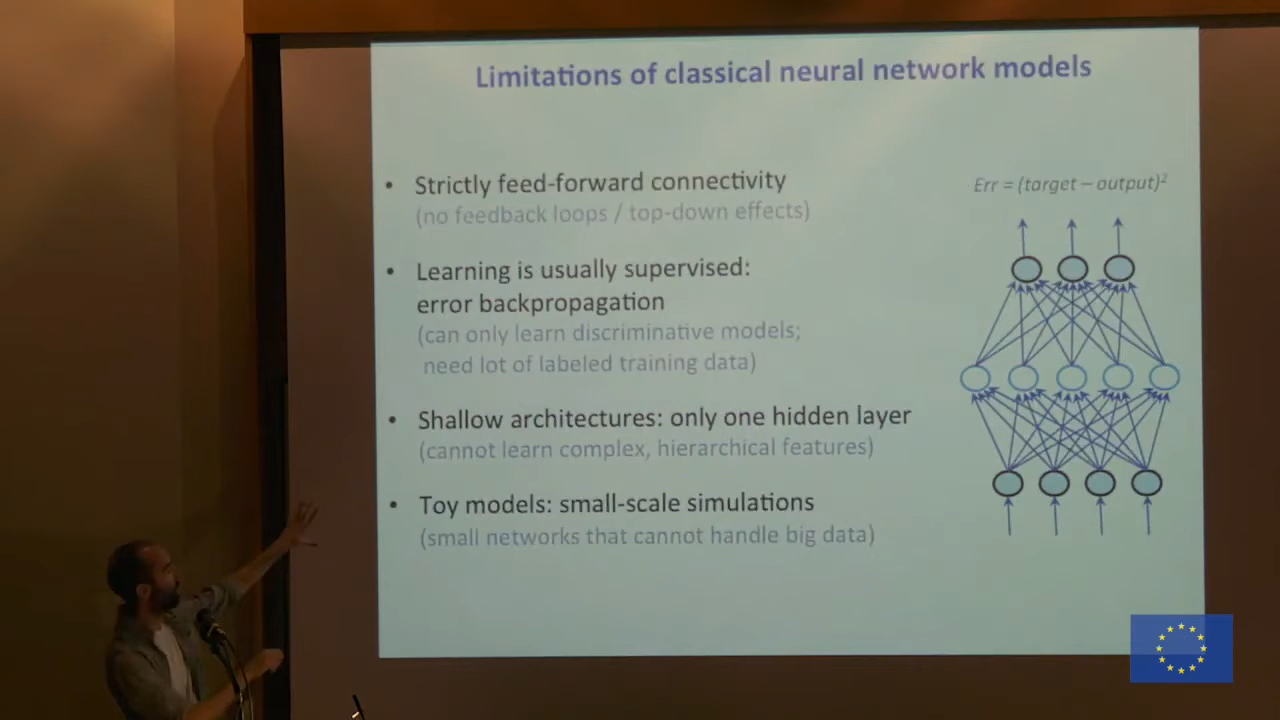 Limitations of classical neural network models
• Strictly feed-forward connectivity
(no feedback loops / top-down effects)
• Learning is usually supervised:
error backpropagation
(can only learn discriminative models;
need lot of labeled training data)
• Shallow architectures: only one hidden layer
(cannot learn complex, hierarchical features)
• Toy models: small-scale simulations
(small networks that cannot handle big data)
Err = (target – output)²